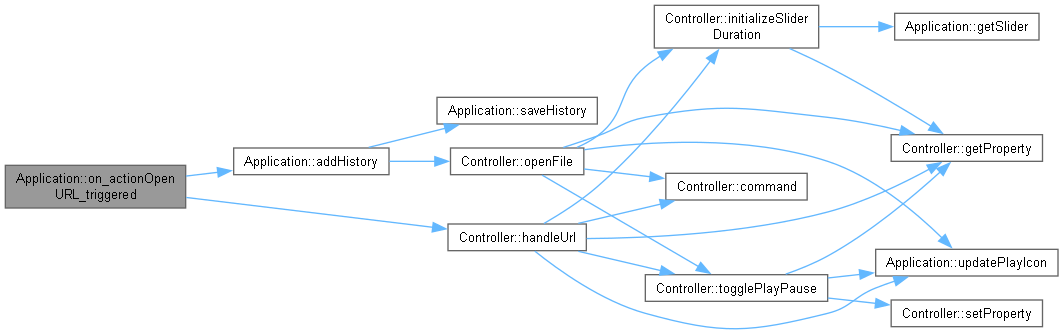 Controller::initializeSlider
Duration
Application::getSlider
Application::saveHistory
Application::on_actionOpen
URL_triggered
Application::addHistory
Controller::openFile
Controller::getProperty
Controller::command
Controller::handleUrl
Application::updatePlayIcon
Controller::togglePlayPause
Controller::setProperty